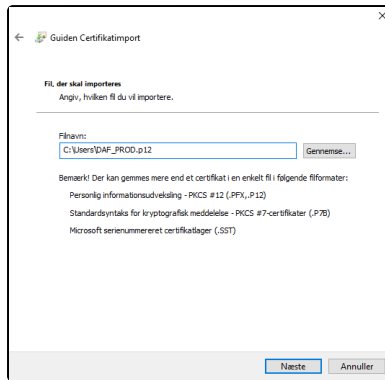 Guiden Certifikatimport
Fil, der skal importeres
Angiv, hvilken fil du vil importere.
Filnavn:
C:\Users\DAF_PROD.p12
Gennemse...
Bemærk! Der kan gemmes mere end et certifikat i en enkelt fil i følgende filformater:
Personlig informationsudveksling - PKCS #12 (.PFX,.P12)
Standardsyntaks for kryptografisk meddelelse - PKCS #7-certifikater (.P7B)
Microsoft serienummereret certifikatlager (.SST)
Næste
Annuller